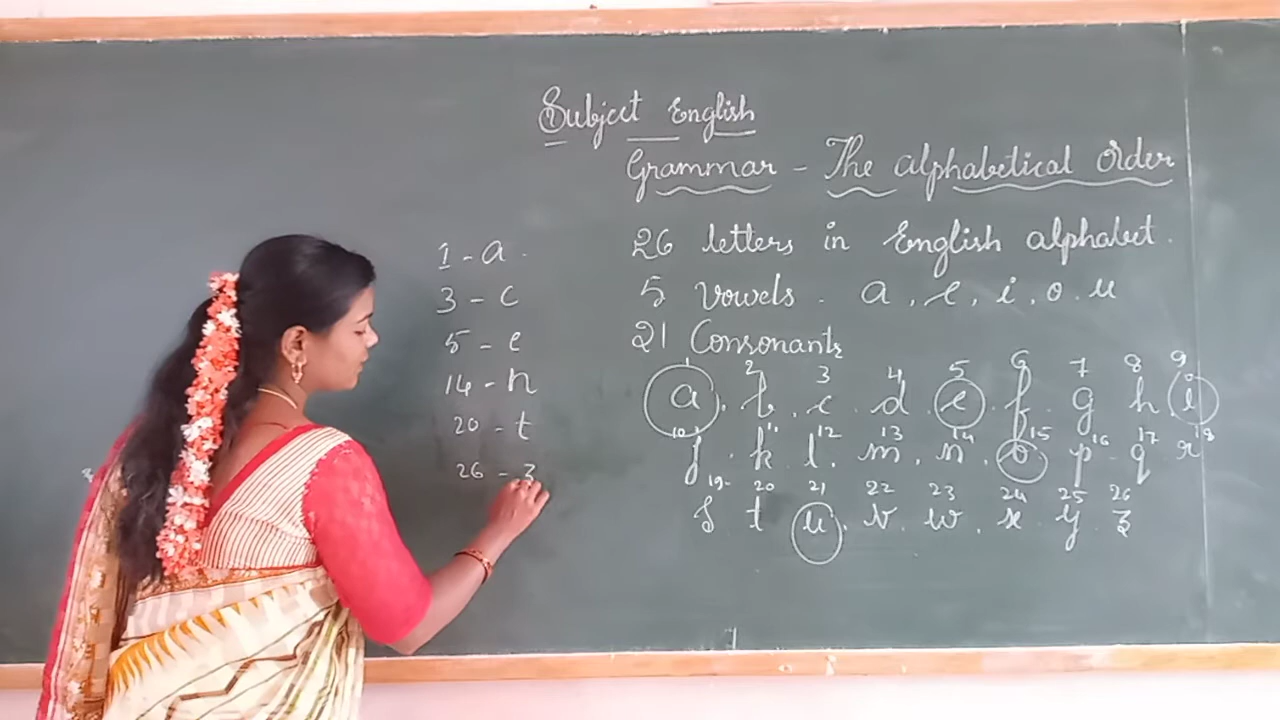 Subject English
Grammar - The alphabetical Order
26 letters in English alphabet.
5 Vowels. a, e, i, o. u
21 Consonants
1 2 3 4 5 6 7 8 9
a. b. c. d e. f. g h i
10 11 12 13 14 15 16 17 18
j. k l. m. n. o p - q r
19 20 21 22 23 24 25 26
s t u. v. w. x. y. z
1 - a.
3 - c
5 - e
14 - n
20 - t
26 - z